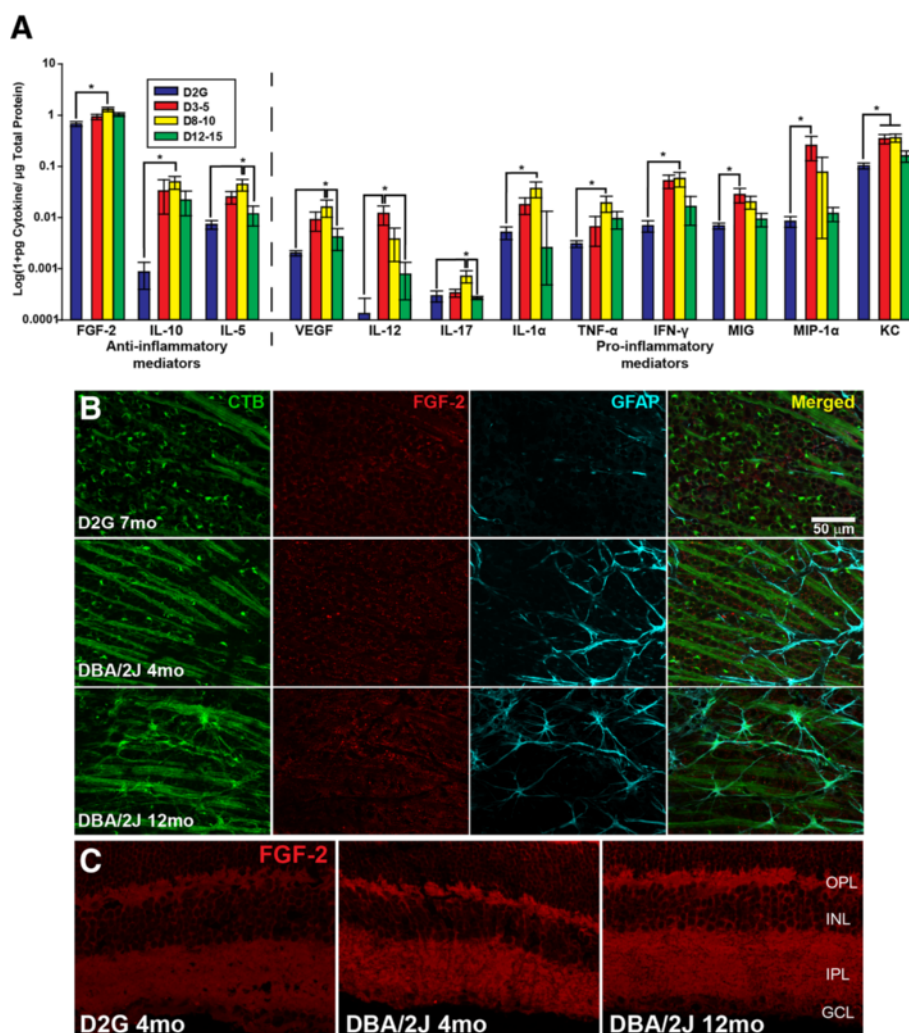 A
Log(1+pg Cytokine/ µg Total Protein)
10
1
0.1
0.01
0.001
0.0001
D2G
D3-5
D8-10
D12-15
* * * * * * * * * * * *
FGF-2 IL-10 IL-5 VEGF IL-12 IL-17 IL-1α TNF-α IFN-γ MIG MIP-1α KC
Anti-inflammatory
mediators
Pro-inflammatory
mediators
B
CTB FGF-2 GFAP Merged
D2G 7mo
50 µm
DBA/2J 4mo
DBA/2J 12mo
C
FGF-2
OPL
INL
IPL
GCL
D2G 4mo DBA/2J 4mo DBA/2J 12mo